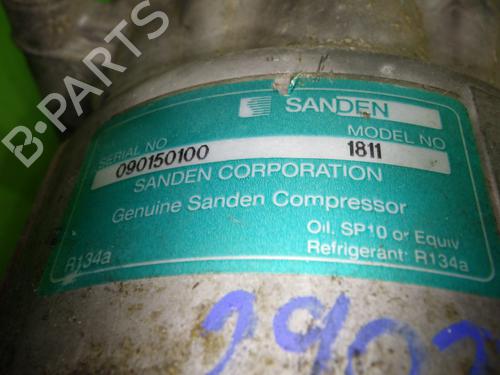 B-PARTS
SANDEN
SERIAL NO
MODEL NO
090150100
1811
SANDEN CORPORATION
Genuine Sanden Compressor
Oil. SP10 or Equiv
R134a
Refrigerant: R134a